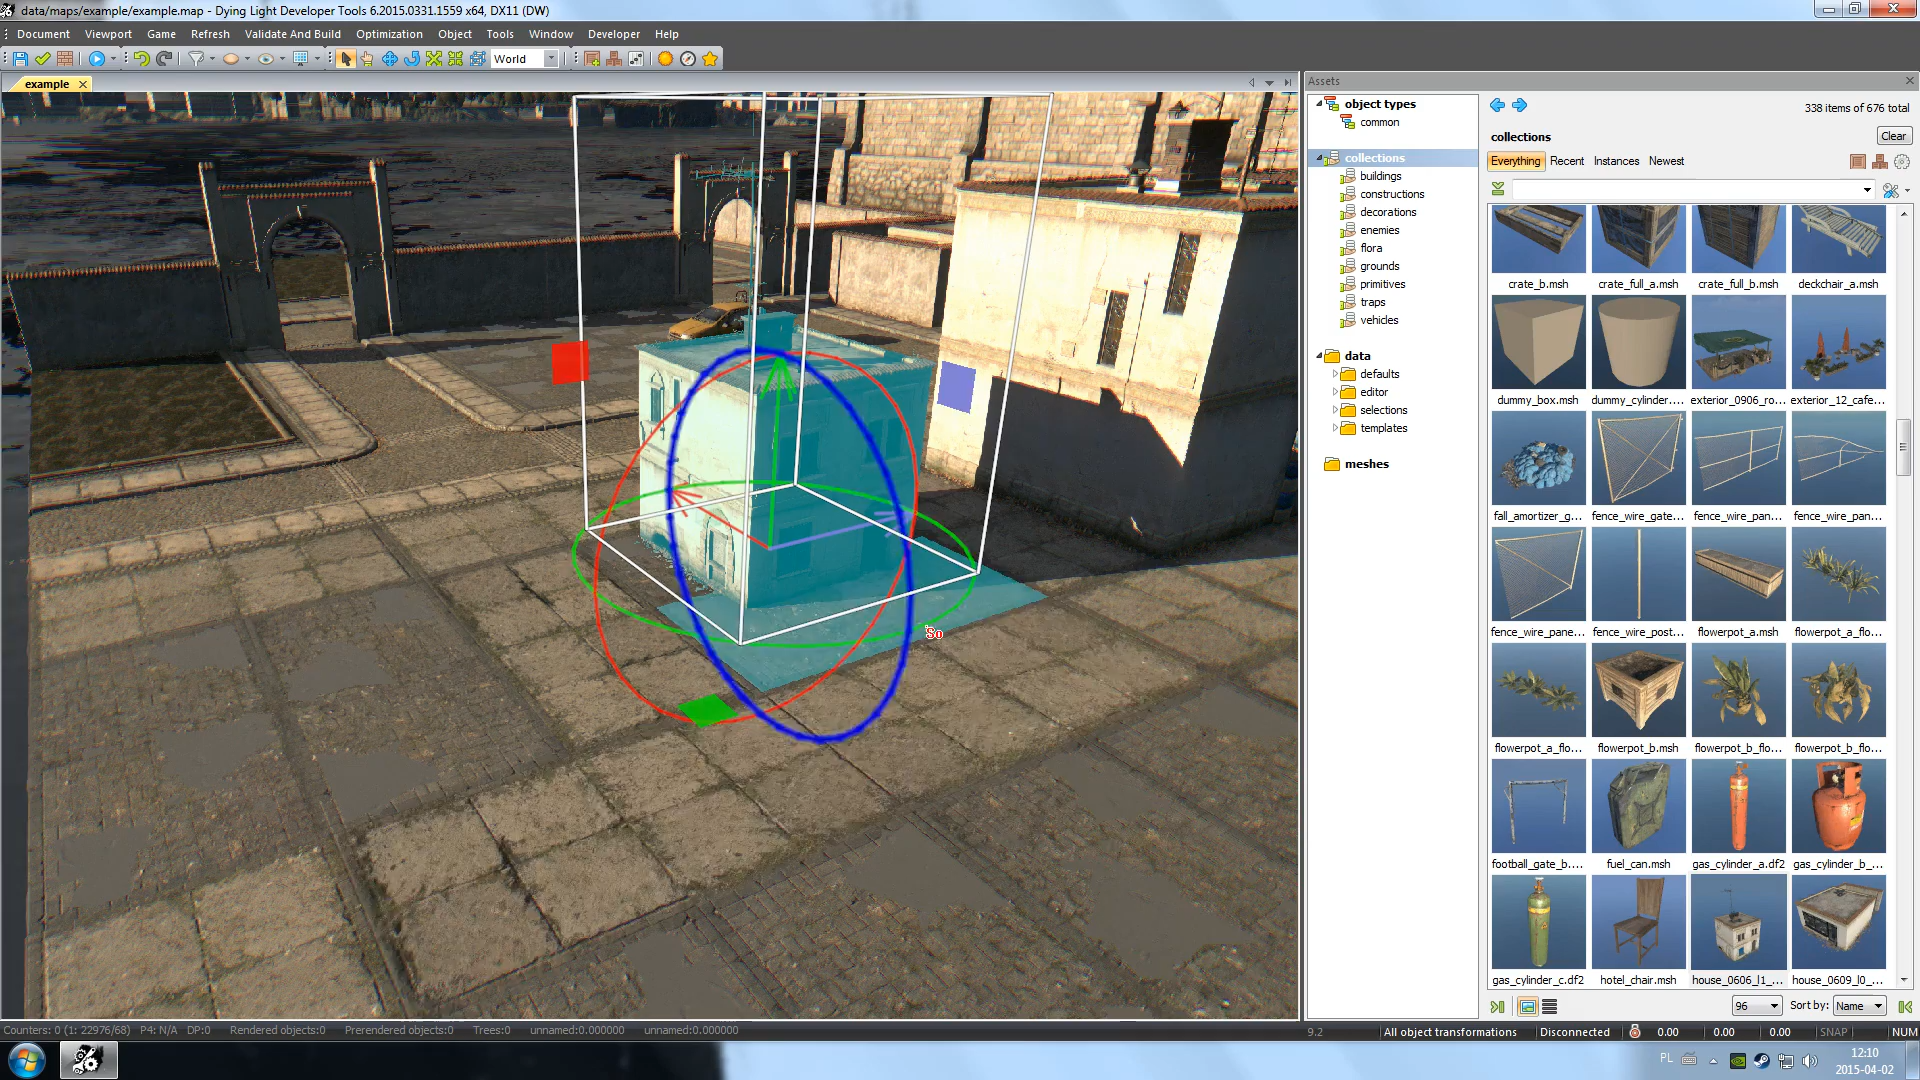 data/maps/example/example.map - Dying Light Developer Tools 6.2015.0331.1559 x64, DX11 (DW)
Document Viewport Game Refresh Validate And Build Optimization Object Tools Window Developer Help
World
example
Assets
object types
common
collections
buildings
constructions
decorations
enemies
flora
grounds
primitives
traps
vehicles
data
defaults
editor
selections
templates
meshes
338 items of 676 total
collections
Clear
Everything Recent Instances Newest
crate_b.msh crate_full_a.msh crate_full_b.msh deckchair_a.msh
dummy_box.msh dummy_cylinder.... exterior_0906_ro... exterior_12_cafe...
fall_amortizer_g... fence_wire_gate... fence_wire_pan... fence_wire_pan...
fence_wire_pane... fence_wire_post... flowerpot_a.msh flowerpot_a_flo...
flowerpot_a_flo... flowerpot_b.msh flowerpot_b_flo... flowerpot_b_flo...
football_gate_b.... fuel_can.msh gas_cylinder_a.df2 gas_cylinder_b_...
gas_cylinder_c.df2 hotel_chair.msh house_0606_l1_... house_0609_l0_...
96 Sort by: Name
So
Counters: 0 (1: 22976/68) P4: N/A DP:0 Rendered objects:0 Prerendered objects:0 Trees:0 unnamed:0.000000 unnamed:0.000000
9.2 All object transformations Disconnected 0.00 0.00 0.00 SNAP NUM
PL
12:10
2015-04-02